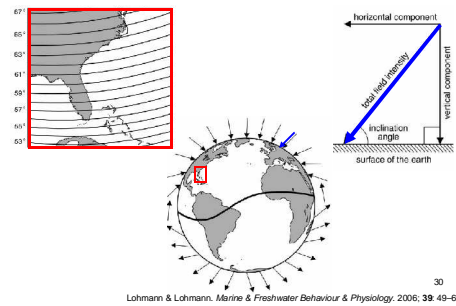 67°
63°
61°
59°
57°
55°
53°
horizontal component
total field intensity
vertical component
inclination
angle
surface of the earth
30
Lohmann & Lohmann. Marine & Freshwater Behaviour & Physiology. 2006; 39: 49–6